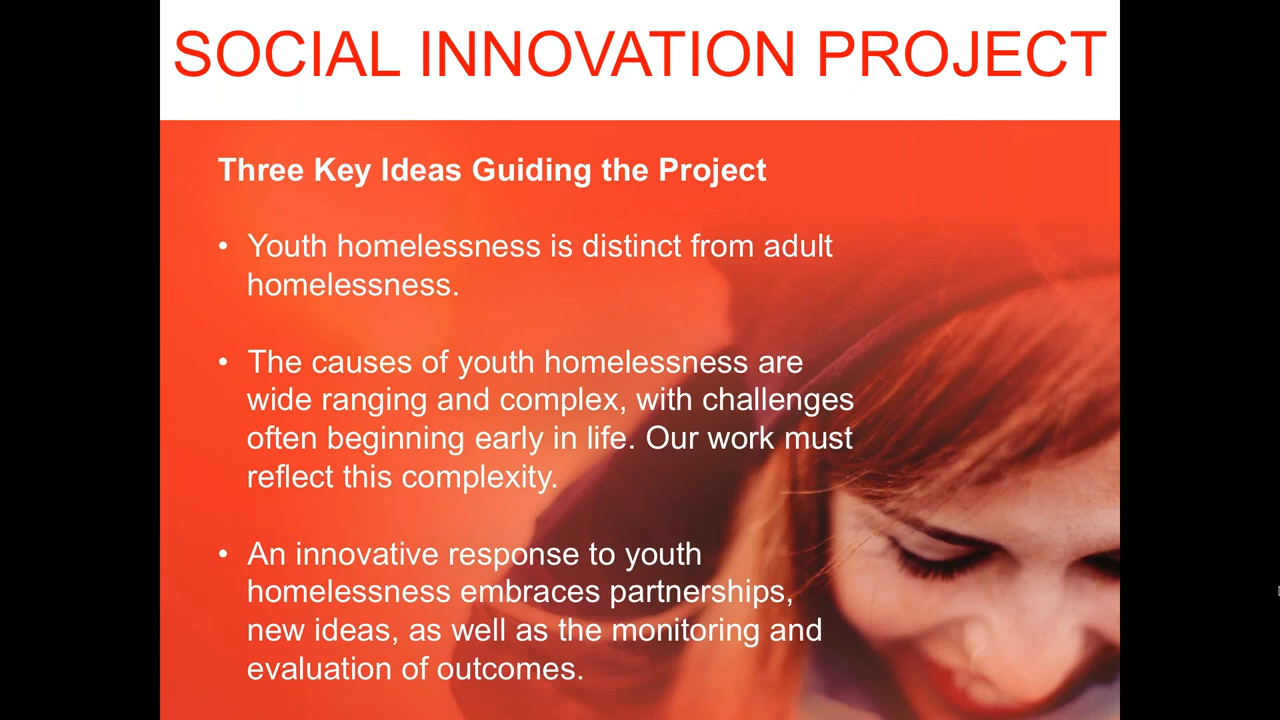 SOCIAL INNOVATION PROJECT
Three Key Ideas Guiding the Project
• Youth homelessness is distinct from adult
homelessness.
• The causes of youth homelessness are
wide ranging and complex, with challenges
often beginning early in life. Our work must
reflect this complexity.
• An innovative response to youth
homelessness embraces partnerships,
new ideas, as well as the monitoring and
evaluation of outcomes.